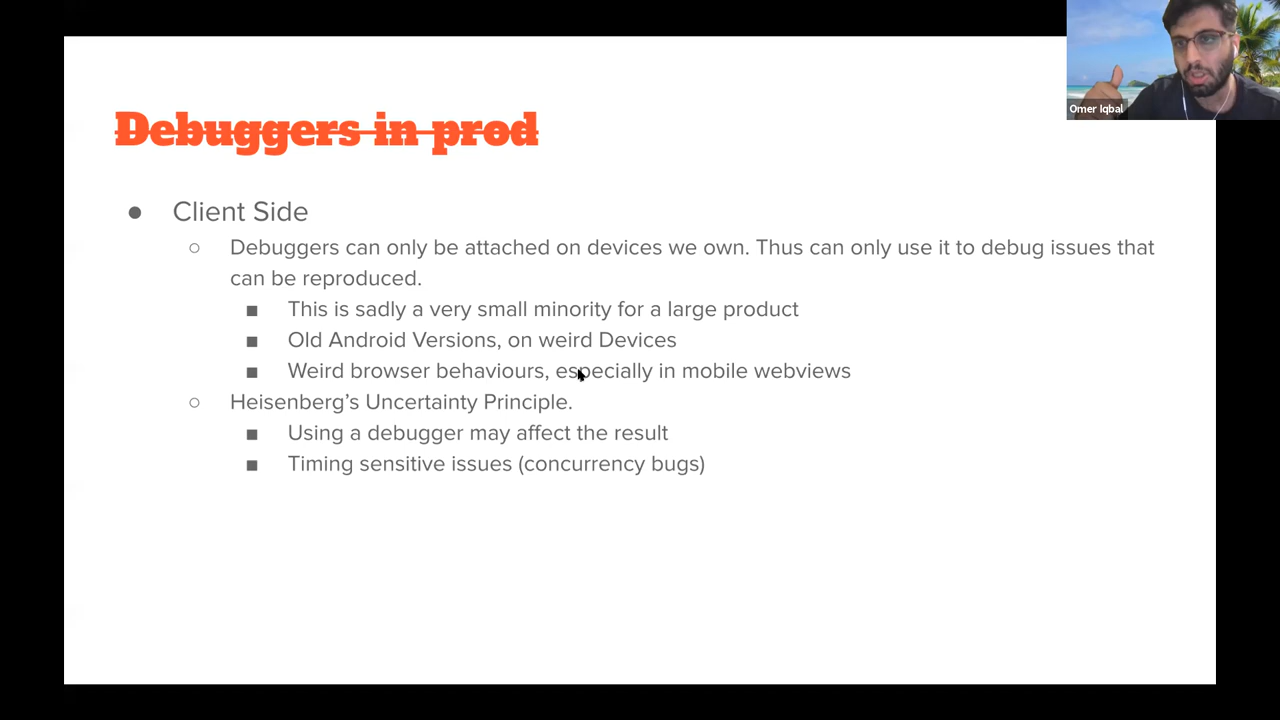 Debuggers in prod
Omer Iqbal
● Client Side
○ Debuggers can only be attached on devices we own. Thus can only use it to debug issues that
can be reproduced.
■ This is sadly a very small minority for a large product
■ Old Android Versions, on weird Devices
■ Weird browser behaviours, especially in mobile webviews
○ Heisenberg’s Uncertainty Principle.
■ Using a debugger may affect the result
■ Timing sensitive issues (concurrency bugs)